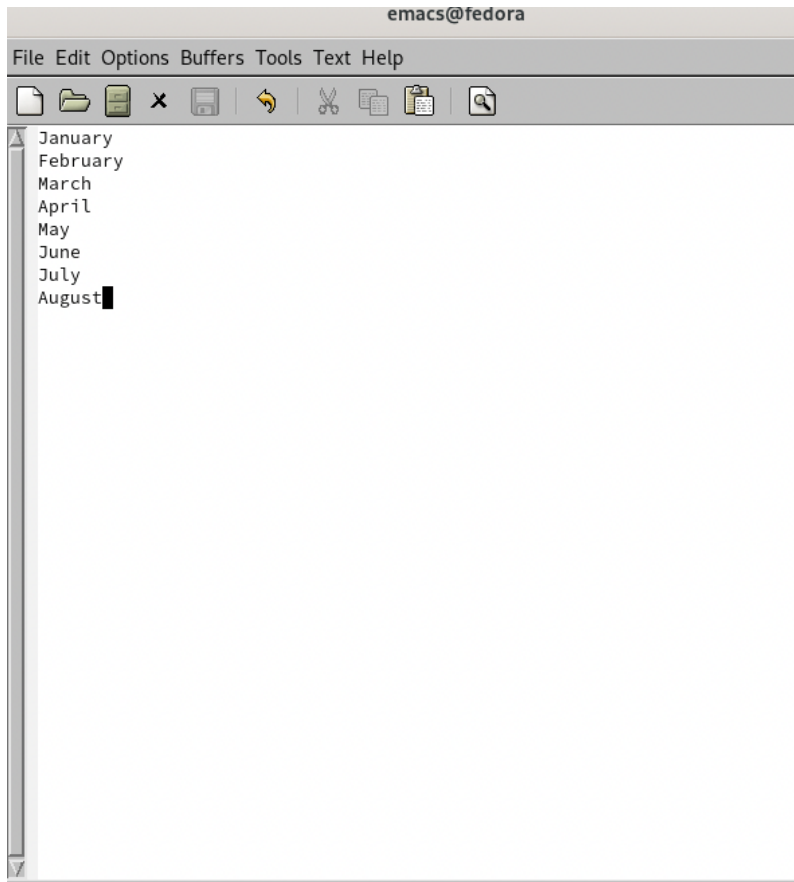 emacs@fedora
File Edit Options Buffers Tools Text Help
January
February
March
April
May
June
July
August